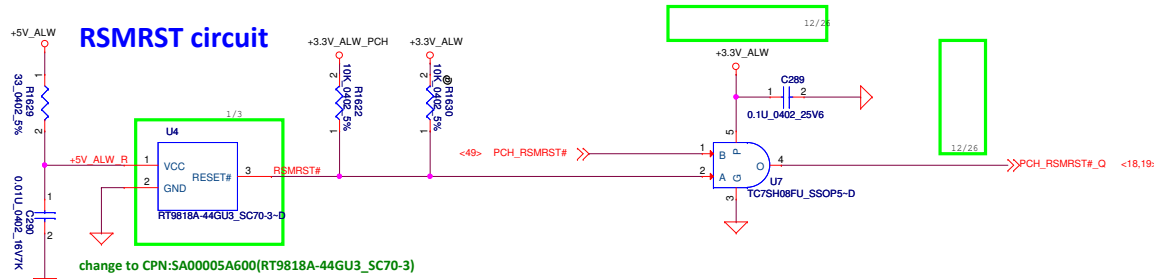 RSMRST circuit
+5V_ALW
+3.3V_ALW_PCH
+3.3V_ALW
12/26
+3.3V_ALW
12/26
1
R1629
33_0402_5%
2
1/3
U4
2
R1622
10K_0402_5%
1
2
@
R1630
10K_0402_5%
1
C289
1
2
0.1U_0402_25V6
+5V_ALW_R
1
VCC
2
GND
RESET#
3
RSMRST#
RT9818A-44GU3_SC70-3~D
<49>
PCH_RSMRST#
1
B
2
A
5
P
G
3
O
4
U7
TC7SH08FU_SSOP5~D
PCH_RSMRST#_Q
<18,19>
1
C290
0.01U_0402_16V7K
2
change to CPN:SA00005A600(RT9818A-44GU3_SC70-3)